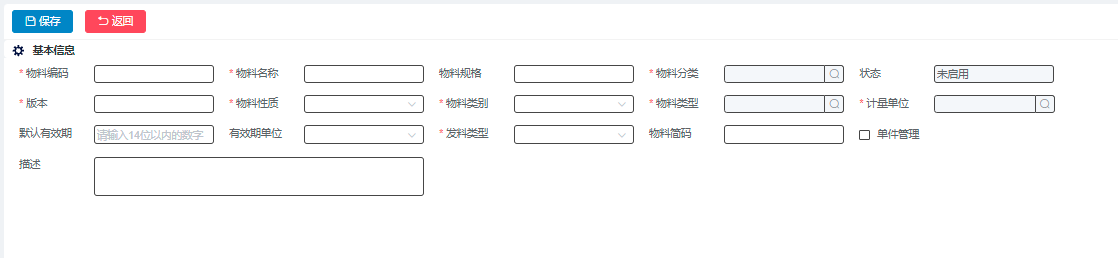 保存 返回
基本信息
* 物料编码 * 物料名称 物料规格 * 物料分类 状态 未启用
* 版本 * 物料性质 * 物料类别 * 物料类型 * 计量单位
默认有效期 请输入14位以内的数字 有效期单位 * 发料类型 物料简码 单件管理
描述